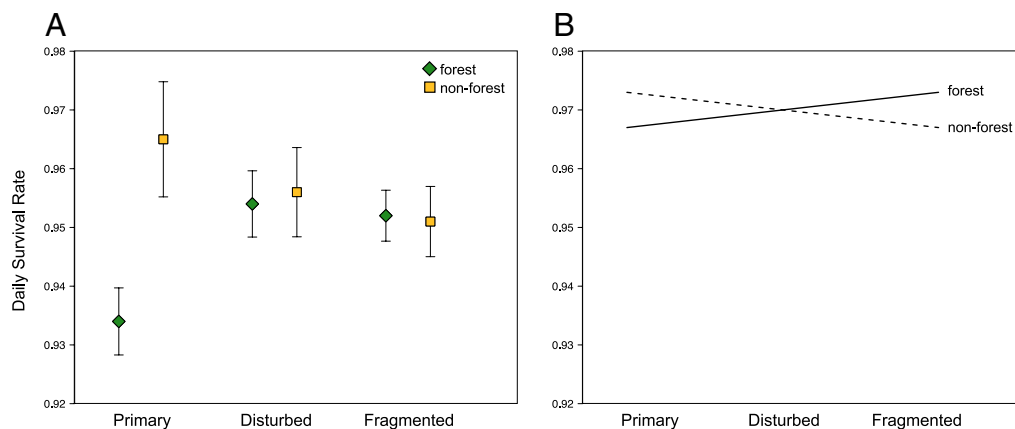 A
Daily Survival Rate
0.98
0.97
0.96
0.95
0.94
0.93
0.92
forest
non-forest
Primary Disturbed Fragmented
B
0.98
0.97
0.96
0.95
0.94
0.93
0.92
forest
non-forest
Primary Disturbed Fragmented